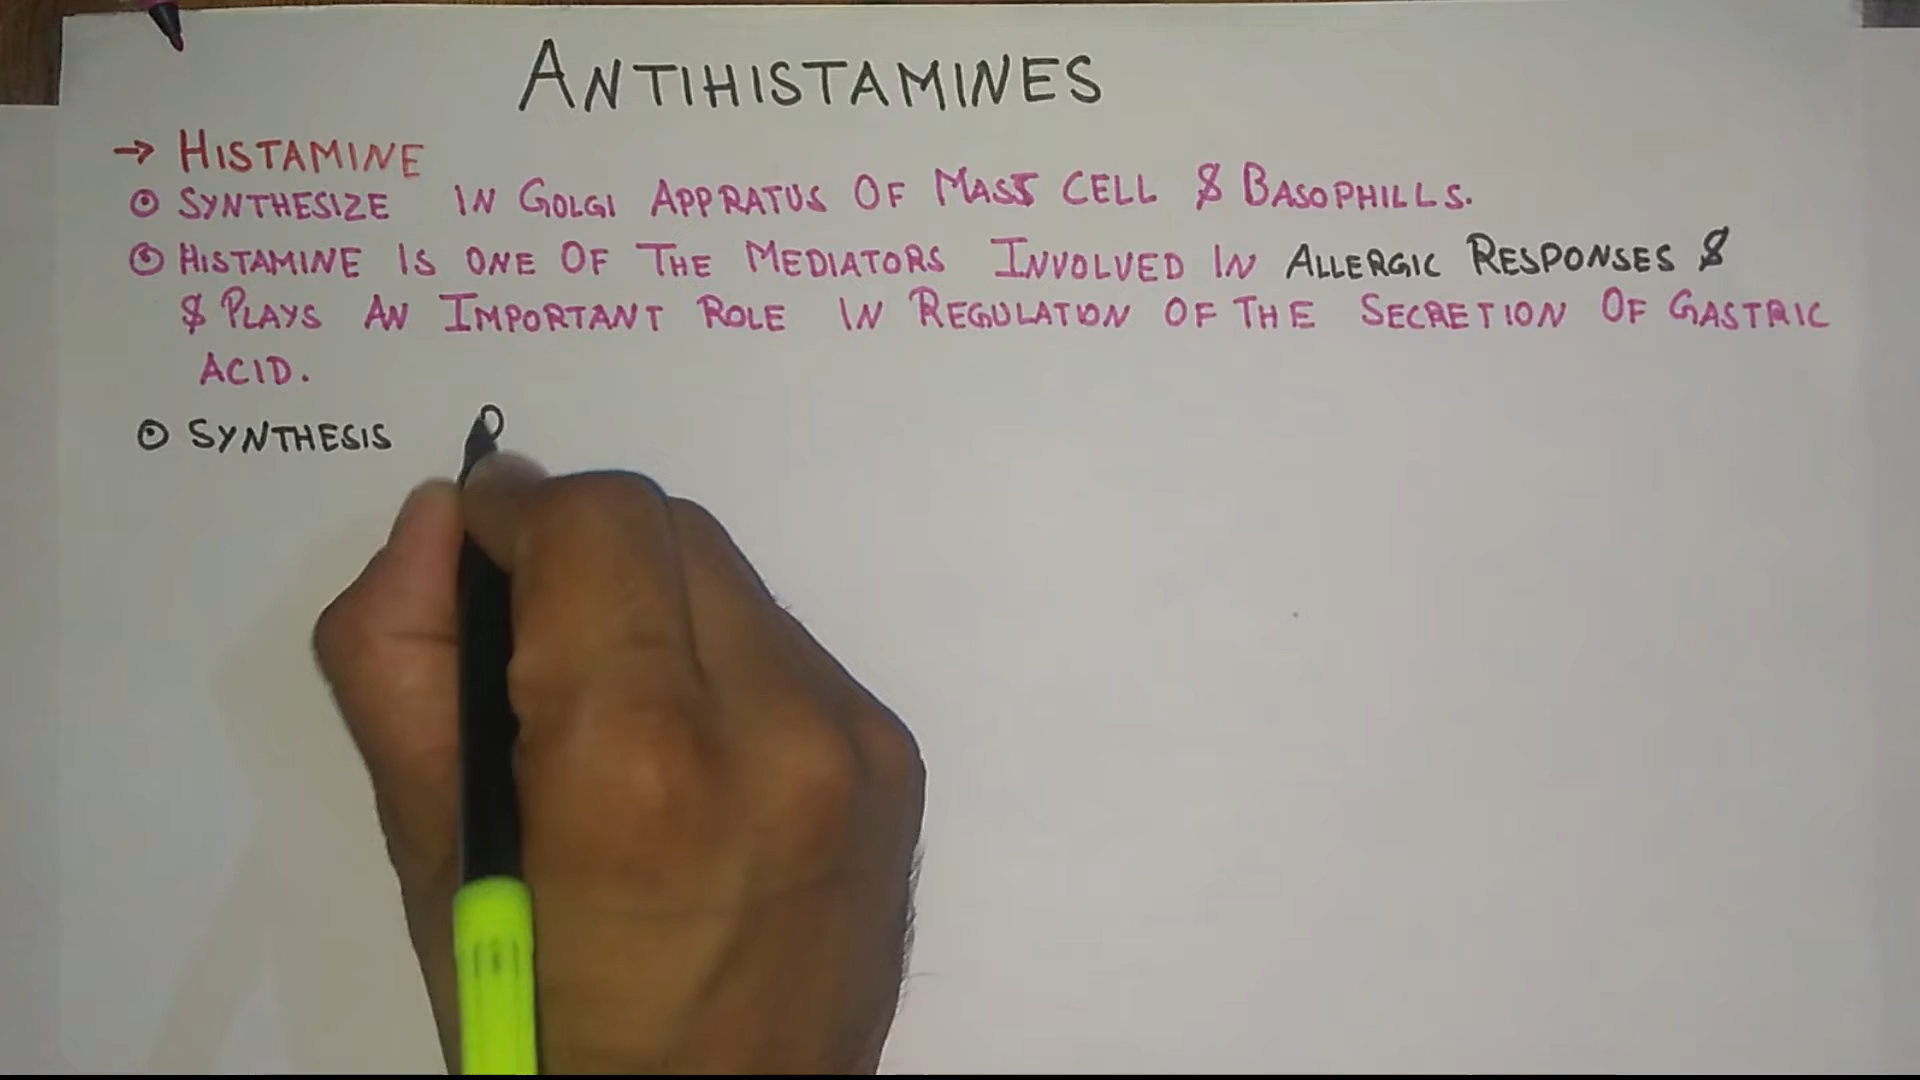 ANTIHISTAMINES
→ HISTAMINE
⊙ SYNTHESIZE IN GOLGI APPRATUS OF MAST CELL & BASOPHILLS.
⊙ HISTAMINE IS ONE OF THE MEDIATORS INVOLVED IN ALLERGIC RESPONSES &
& PLAYS AN IMPORTANT ROLE IN REGULATION OF THE SECRETION OF GASTRIC
ACID.
⊙ SYNTHESIS